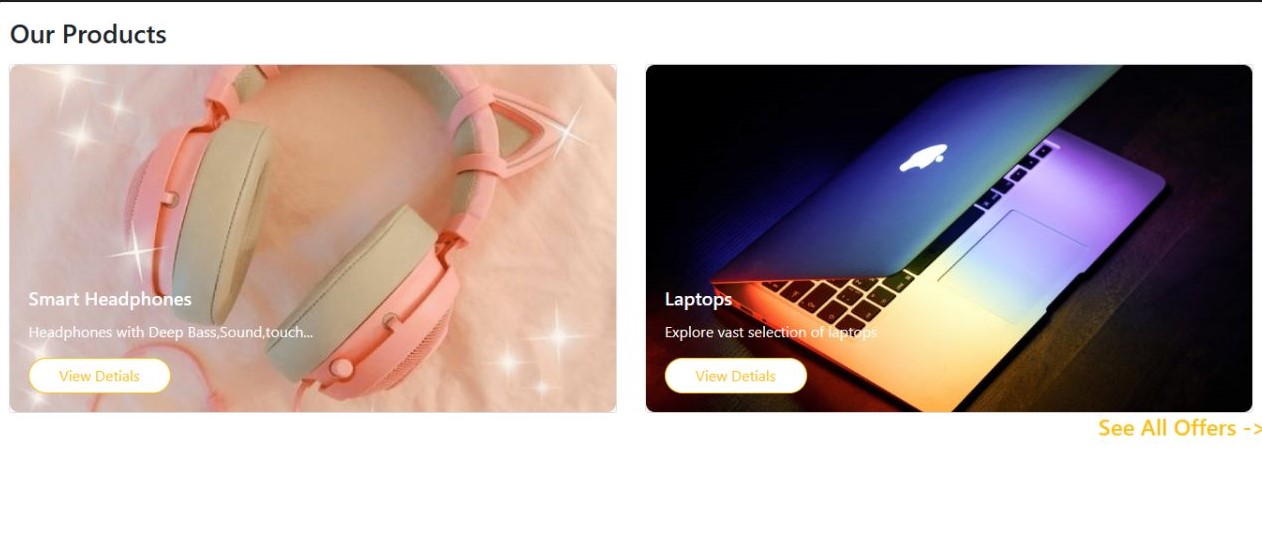 Our Products
Smart Headphones
Headphones with Deep Bass,Sound,touch...
View Detials
Laptops
Explore vast selection of laptops
View Detials
See All Offers ->